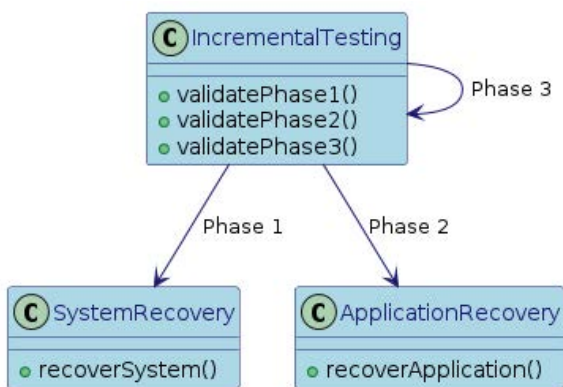 C IncrementalTesting
validatePhase1()
validatePhase2()
validatePhase3()
Phase 3
Phase 1
Phase 2
C SystemRecovery
recoverSystem()
C ApplicationRecovery
recoverApplication()